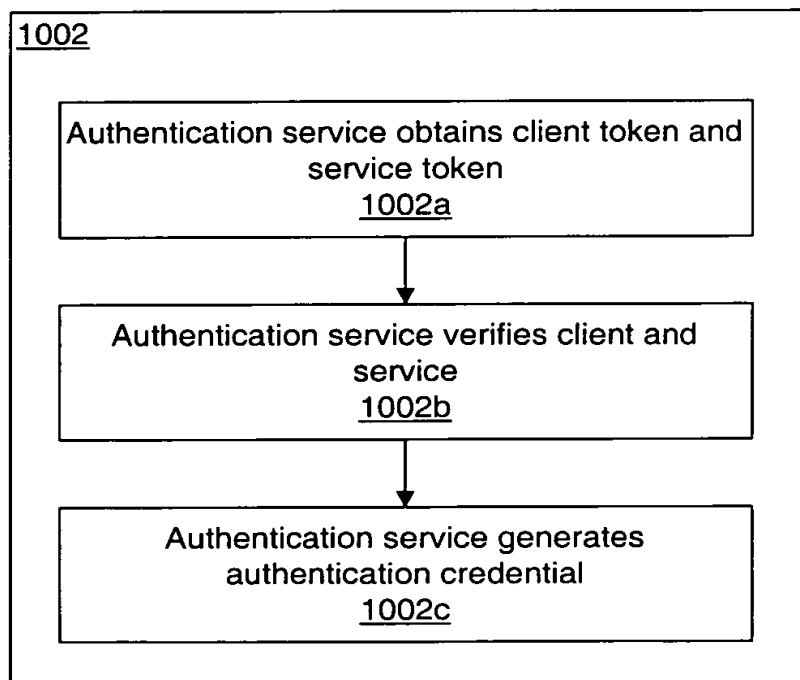 1002
Authentication service obtains client token and
service token
1002a
Authentication service verifies client and
service
1002b
Authentication service generates
authentication credential
1002c